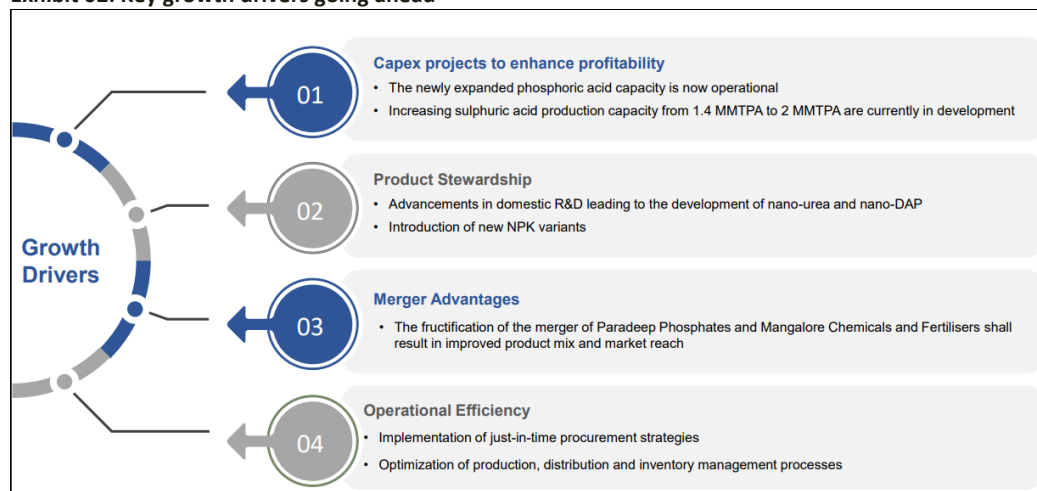 Growth
Drivers
01
Capex projects to enhance profitability
• The newly expanded phosphoric acid capacity is now operational
• Increasing sulphuric acid production capacity from 1.4 MMTPA to 2 MMTPA are currently in development
02
Product Stewardship
• Advancements in domestic R&D leading to the development of nano-urea and nano-DAP
• Introduction of new NPK variants
03
Merger Advantages
• The fructification of the merger of Paradeep Phosphates and Mangalore Chemicals and Fertilisers shall
result in improved product mix and market reach
04
Operational Efficiency
• Implementation of just-in-time procurement strategies
• Optimization of production, distribution and inventory management processes